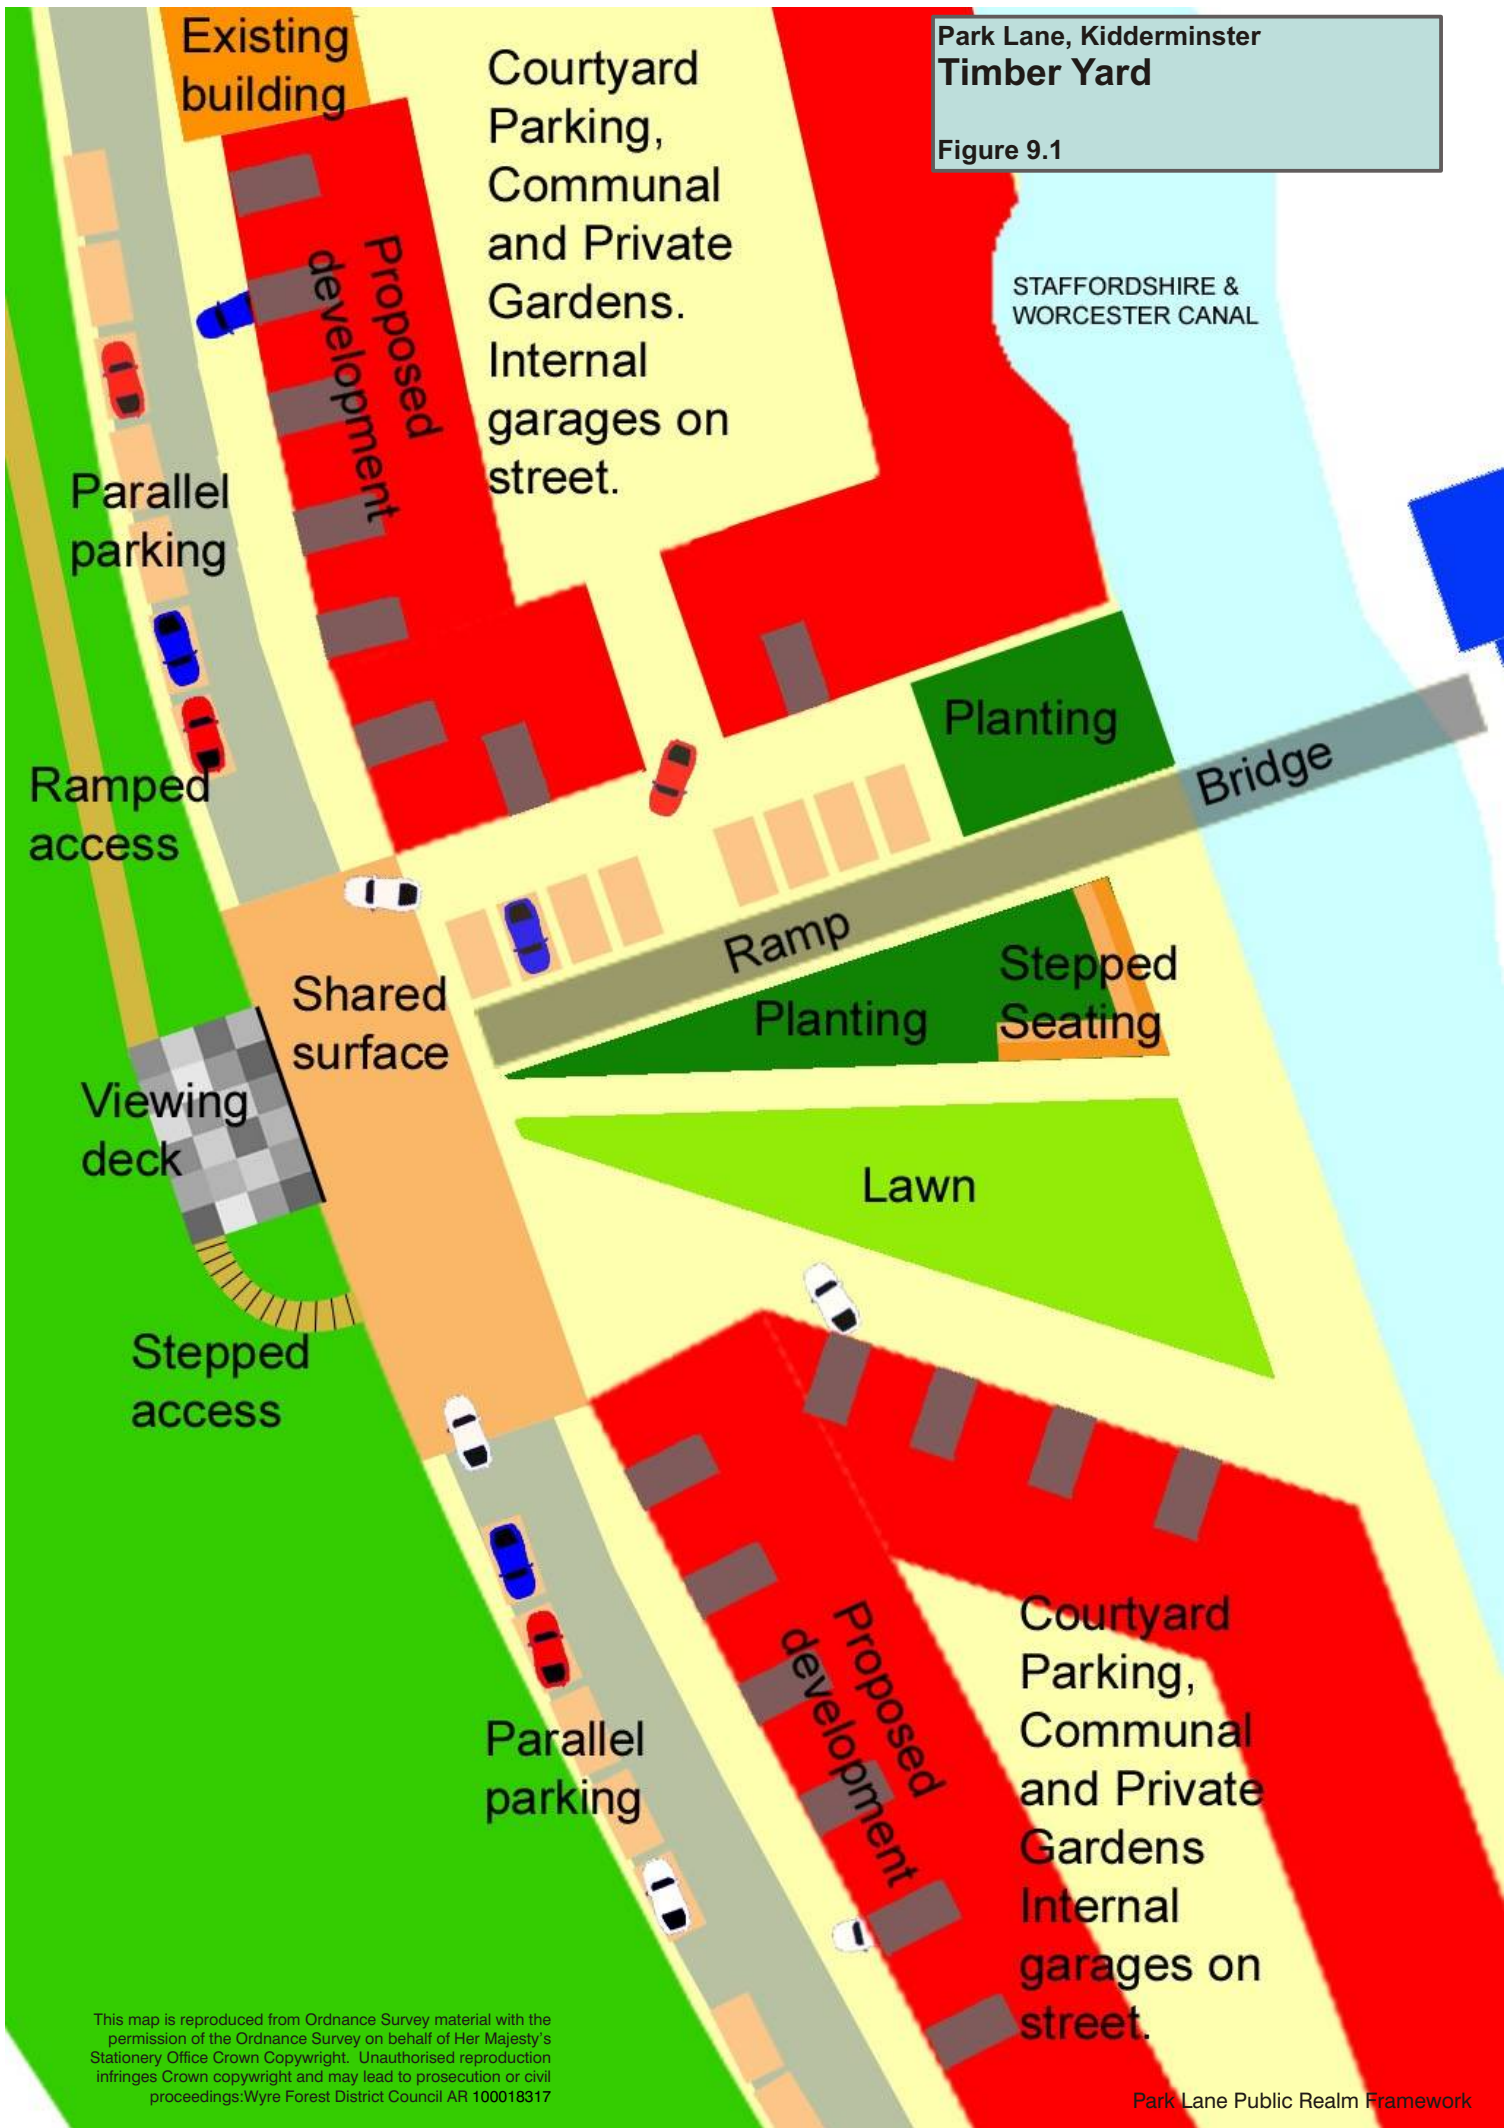 Park Lane, Kidderminster
Timber Yard
Figure 9.1
Existing
building
Courtyard
Parking,
Communal
and Private
Gardens.
Internal
garages on
street.
STAFFORDSHIRE &
WORCESTER CANAL
Proposed
development
Parallel
parking
Planting
Bridge
Ramped
access
Ramp
Shared
surface
Planting
Stepped
Seating
Viewing
deck
Lawn
Stepped
access
Proposed
development
Courtyard
Parking,
Communal
and Private
Gardens
Internal
garages on
street.
Parallel
parking
This map is reproduced from Ordnance Survey material with the
permission of the Ordnance Survey on behalf of Her Majesty's
Stationery Office Crown Copywright. Unauthorised reproduction
infringes Crown copywright and may lead to prosecution or civil
proceedings:Wyre Forest District Council AR 100018317
Park Lane Public Realm Framework